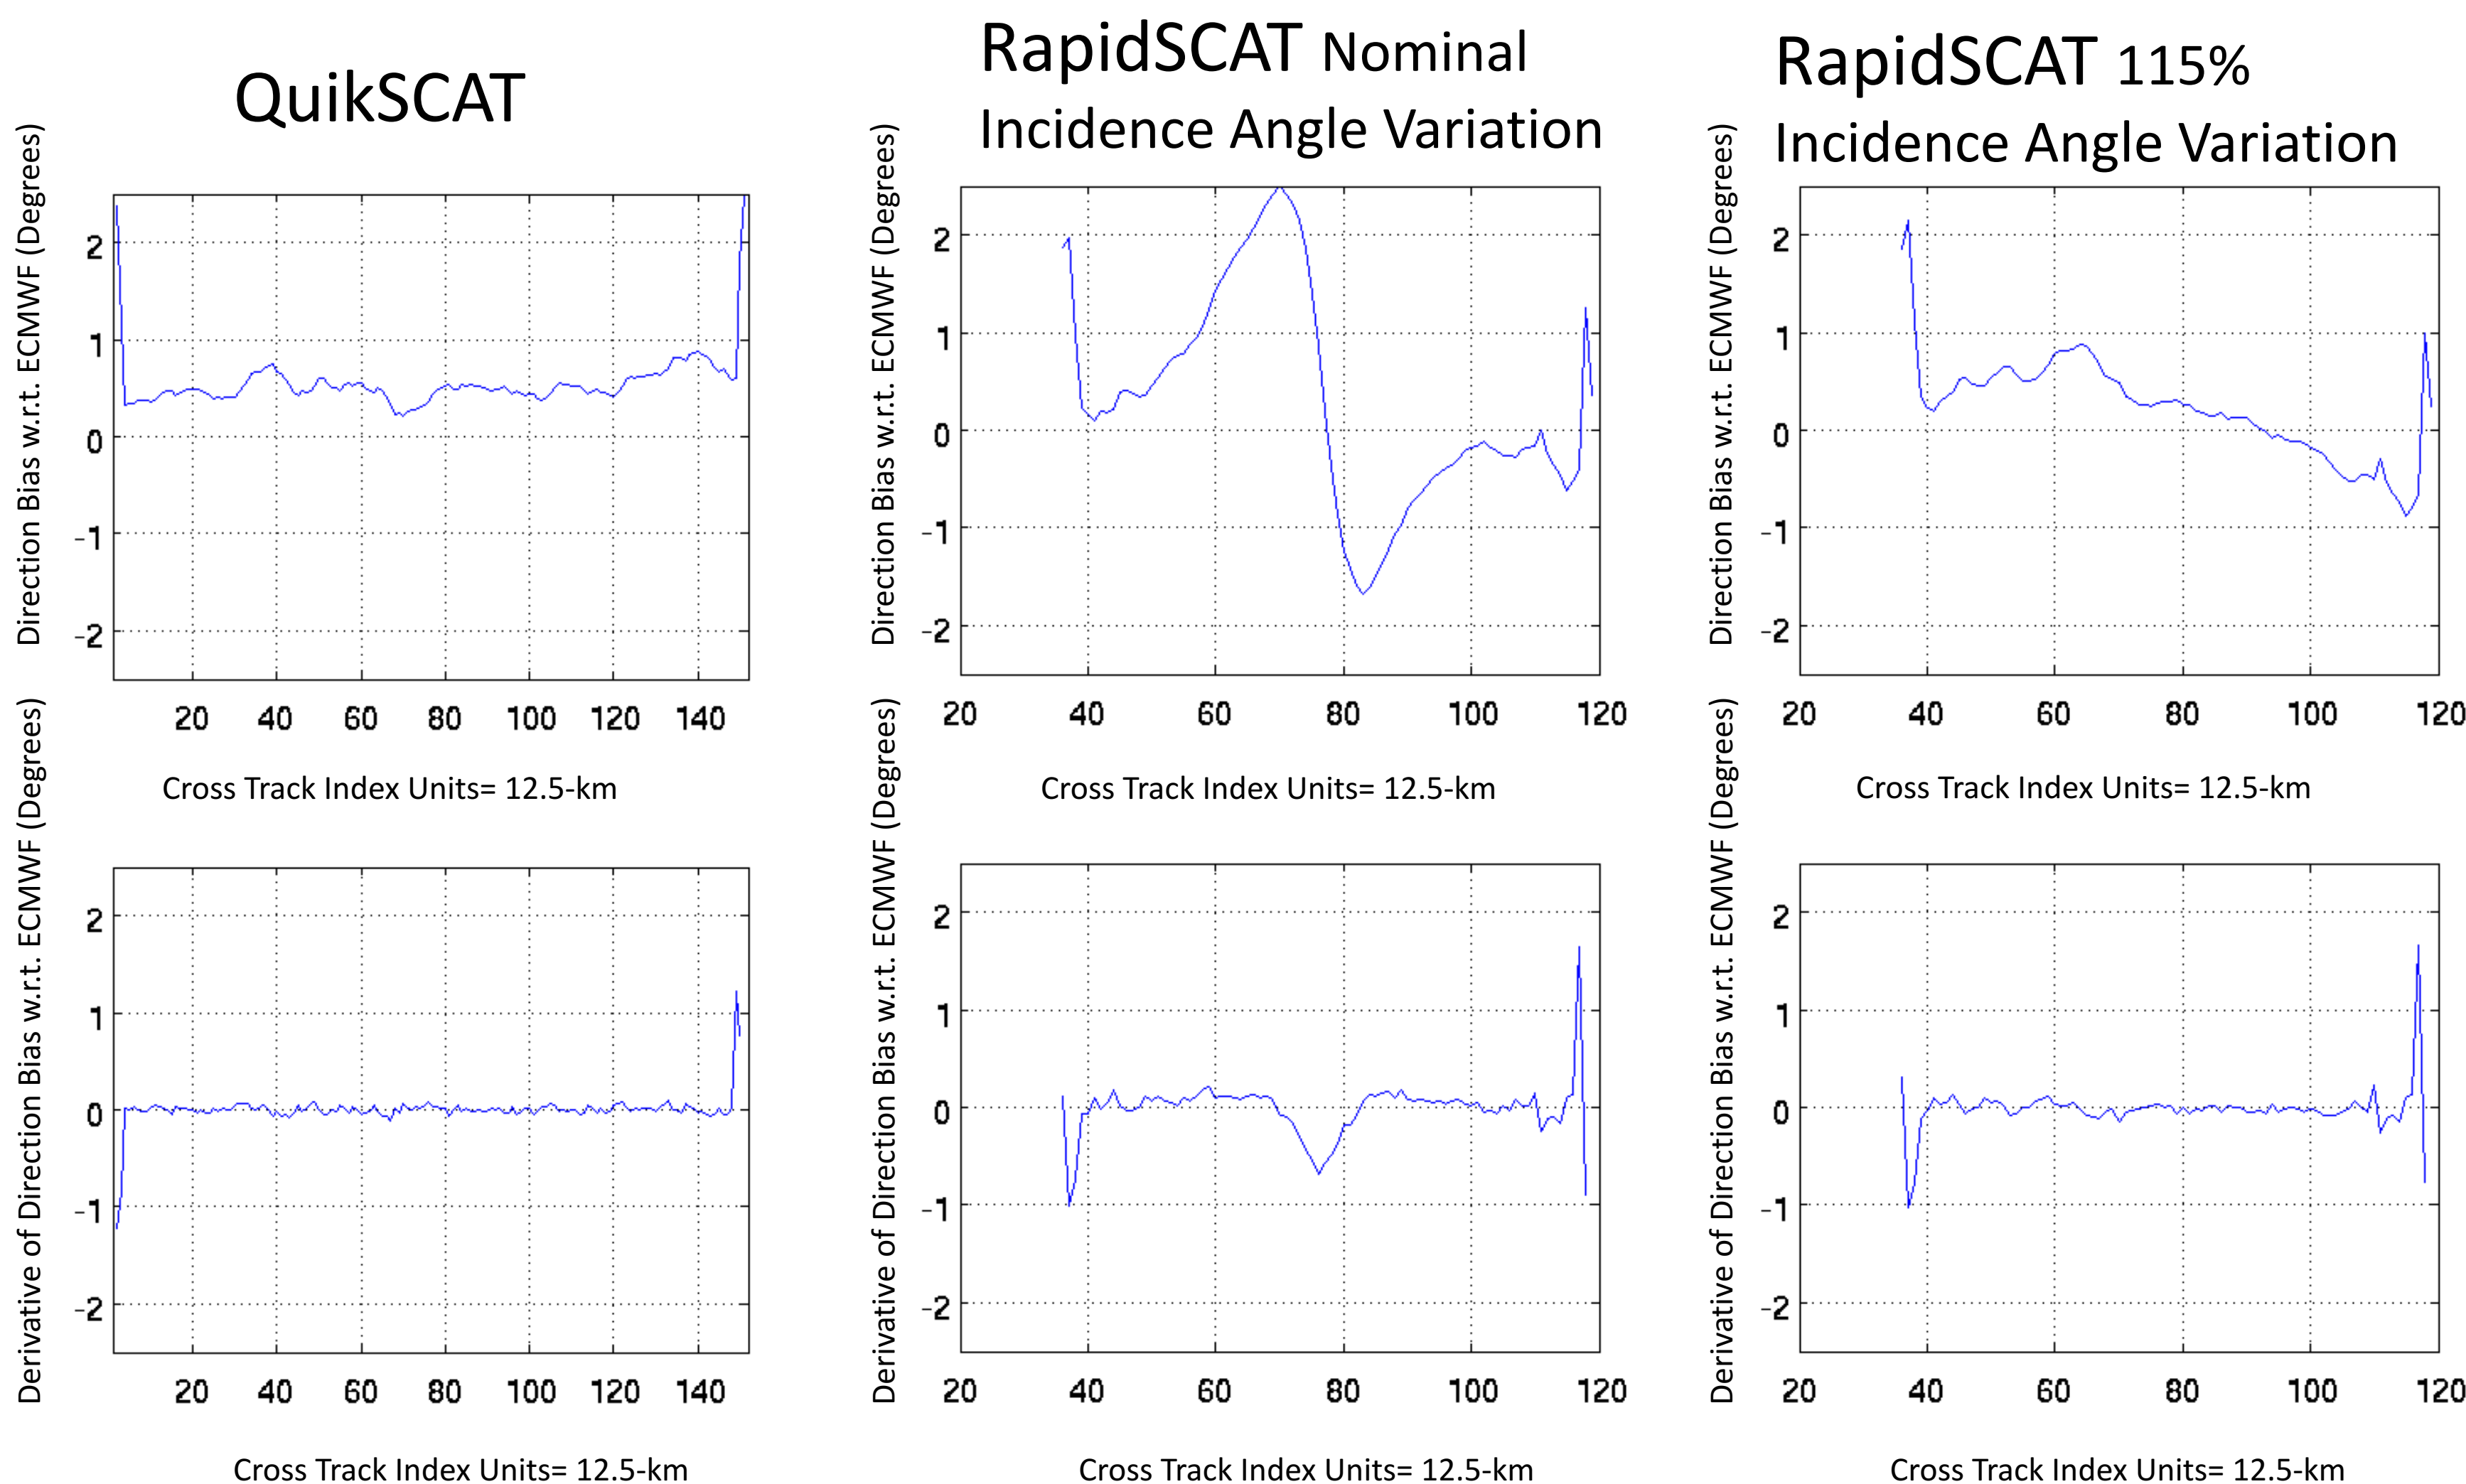 QuikSCAT
RapidSCAT Nominal
Incidence Angle Variation
RapidSCAT 115%
Incidence Angle Variation
Direction Bias w.r.t. ECMWF (Degrees)
2
1
0
-1
-2
20 40 60 80 100 120 140
Cross Track Index Units= 12.5-km
Direction Bias w.r.t. ECMWF (Degrees)
2
1
0
-1
-2
20 40 60 80 100 120
Cross Track Index Units= 12.5-km
Direction Bias w.r.t. ECMWF (Degrees)
2
1
0
-1
-2
20 40 60 80 100 120
Cross Track Index Units= 12.5-km
Derivative of Direction Bias w.r.t. ECMWF (Degrees)
2
1
0
-1
-2
20 40 60 80 100 120 140
Cross Track Index Units= 12.5-km
Derivative of Direction Bias w.r.t. ECMWF (Degrees)
2
1
0
-1
-2
20 40 60 80 100 120
Cross Track Index Units= 12.5-km
Derivative of Direction Bias w.r.t. ECMWF (Degrees)
2
1
0
-1
-2
20 40 60 80 100 120
Cross Track Index Units= 12.5-km